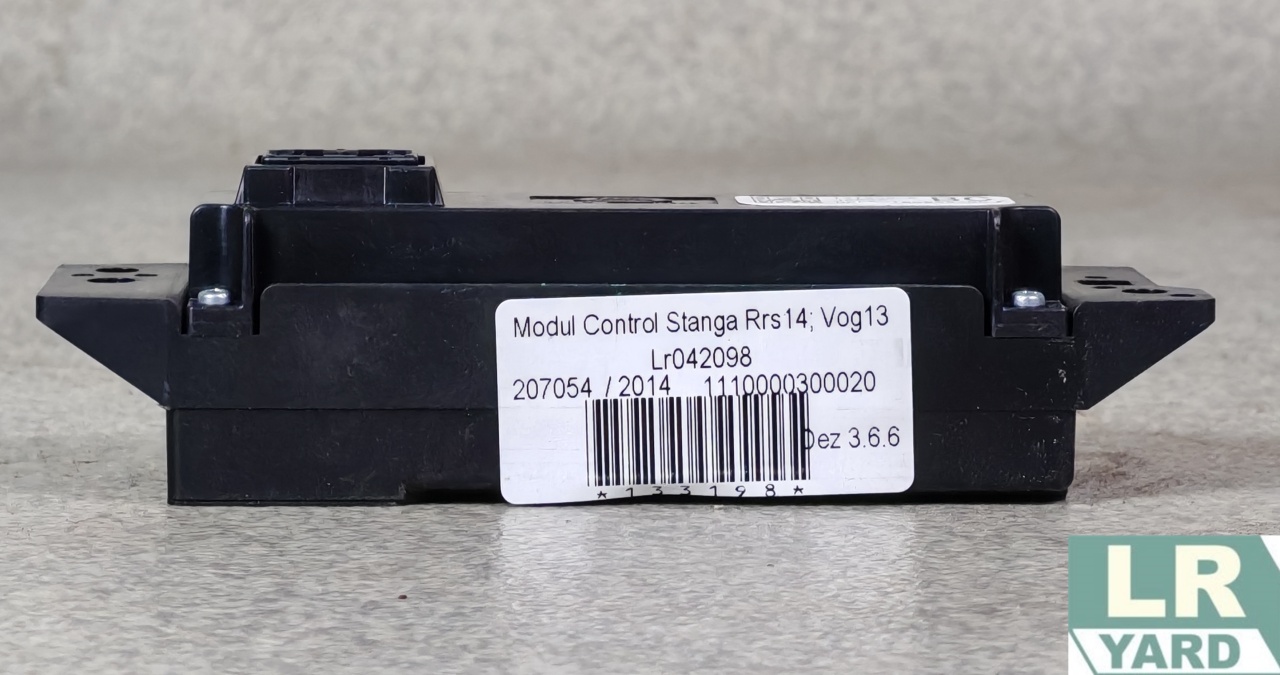 Modul Control Stanga Rrs14; Vog13
Lr042098
207054 / 2014 1110000300020
Dez 3.6.6
*133198*
LR
YARD